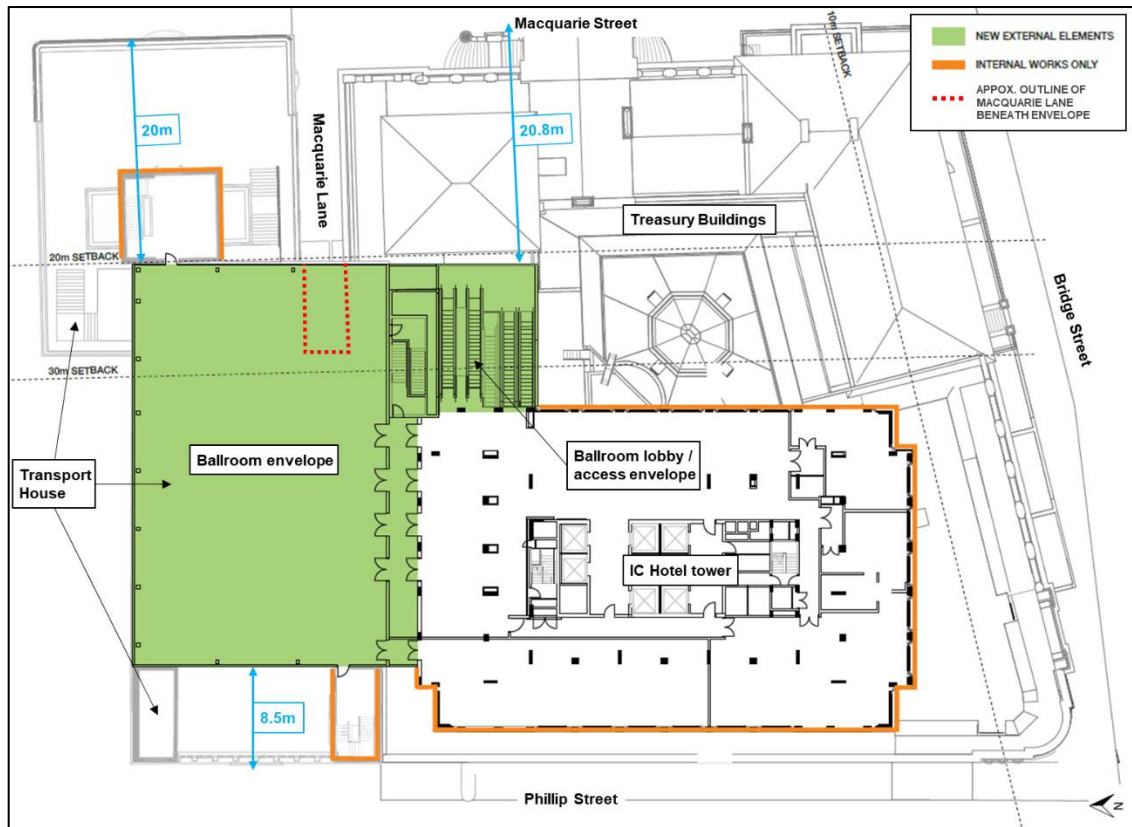 Macquarie Street
10m SETBACK
NEW EXTERNAL ELEMENTS
INTERNAL WORKS ONLY
APPOX. OUTLINE OF
MACQUARIE LANE
BENEATH ENVELOPE
20m
20.8m
Macquarie Lane
Treasury Buildings
20m SETBACK
Bridge Street
30m SETBACK
Ballroom envelope
Ballroom lobby /
access envelope
Transport
House
IC Hotel tower
8.5m
Phillip Street
N